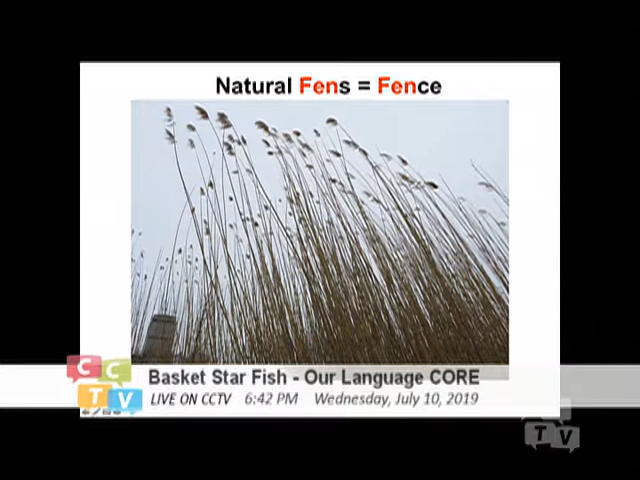 Natural Fens = Fence
CCTV
Basket Star Fish - Our Language CORE
LIVE ON CCTV 6:42 PM Wednesday, July 10, 2019
TV